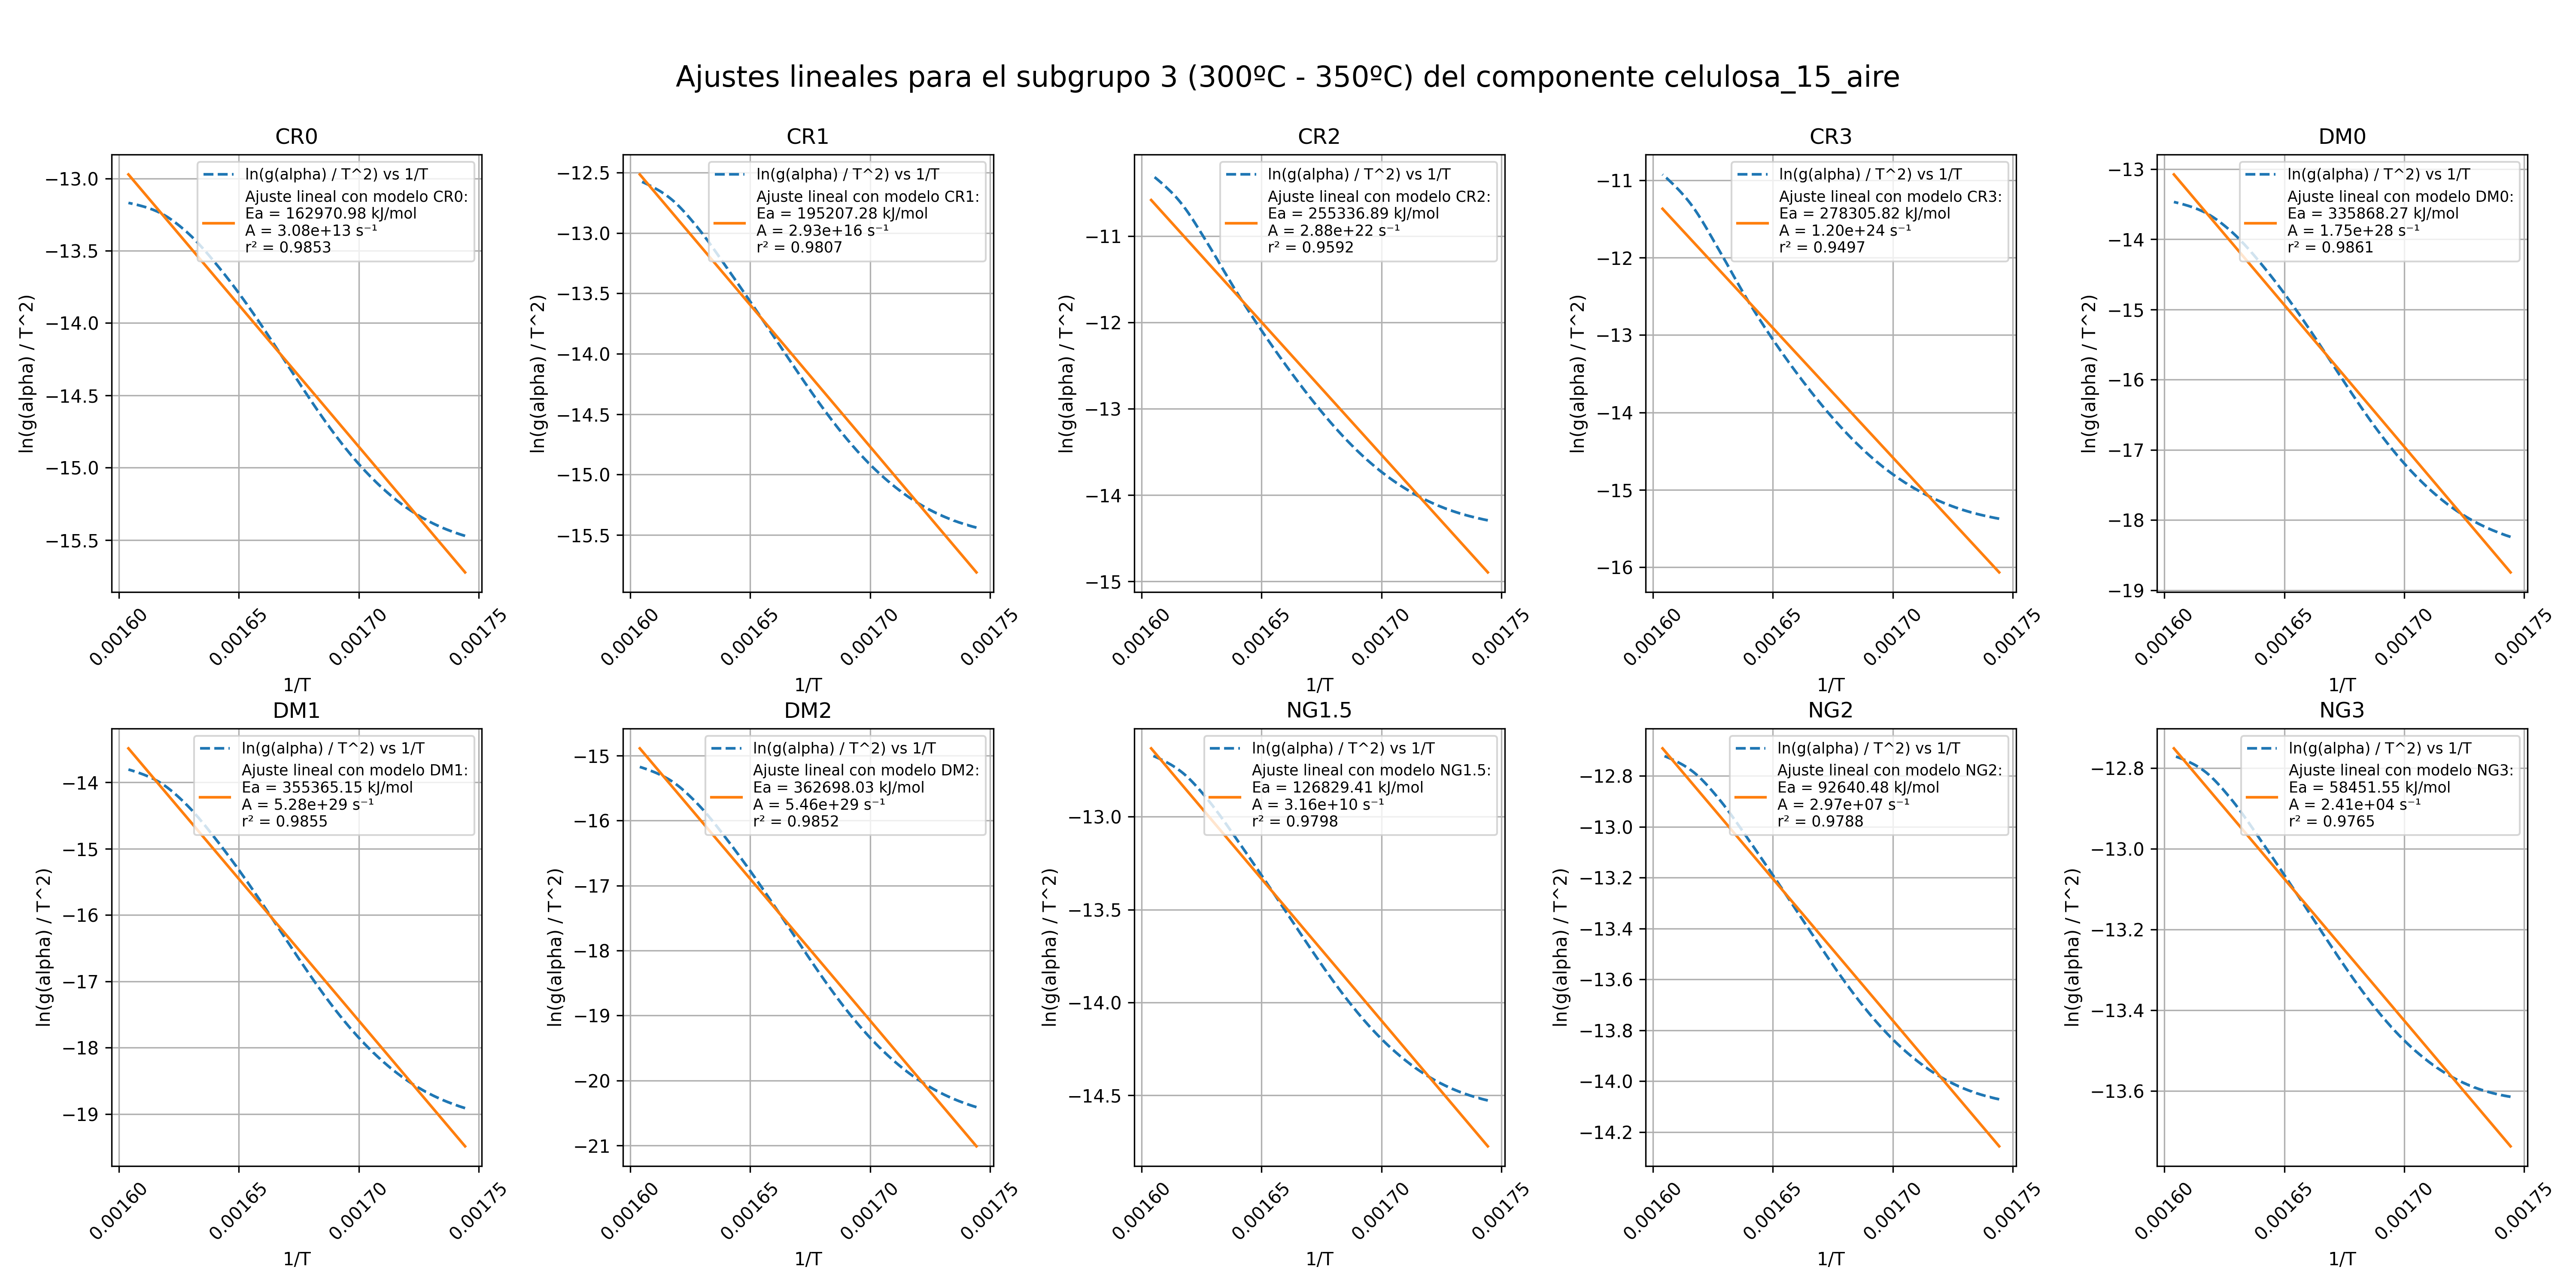 Ajustes lineales para el subgrupo 3 (300ºC - 350ºC) del componente celulosa_15_aire
CR0
ln(g(alpha) / T^2) vs 1/T
Ajuste lineal con modelo CR0:
Ea = 162970.98 kJ/mol
A = 3.08e+13 s⁻¹
r² = 0.9853
ln(g(alpha) / T^2)
−13.0
−13.5
−14.0
−14.5
−15.0
−15.5
0.00160
0.00165
0.00170
0.00175
1/T
CR1
ln(g(alpha) / T^2) vs 1/T
Ajuste lineal con modelo CR1:
Ea = 195207.28 kJ/mol
A = 2.93e+16 s⁻¹
r² = 0.9807
ln(g(alpha) / T^2)
−12.5
−13.0
−13.5
−14.0
−14.5
−15.0
−15.5
0.00160
0.00165
0.00170
0.00175
1/T
CR2
ln(g(alpha) / T^2) vs 1/T
Ajuste lineal con modelo CR2:
Ea = 255336.89 kJ/mol
A = 2.88e+22 s⁻¹
r² = 0.9592
ln(g(alpha) / T^2)
−11
−12
−13
−14
−15
0.00160
0.00165
0.00170
0.00175
1/T
CR3
ln(g(alpha) / T^2) vs 1/T
Ajuste lineal con modelo CR3:
Ea = 278305.82 kJ/mol
A = 1.20e+24 s⁻¹
r² = 0.9497
ln(g(alpha) / T^2)
−11
−12
−13
−14
−15
−16
0.00160
0.00165
0.00170
0.00175
1/T
DM0
ln(g(alpha) / T^2) vs 1/T
Ajuste lineal con modelo DM0:
Ea = 335868.27 kJ/mol
A = 1.75e+28 s⁻¹
r² = 0.9861
ln(g(alpha) / T^2)
−13
−14
−15
−16
−17
−18
−19
0.00160
0.00165
0.00170
0.00175
1/T
DM1
ln(g(alpha) / T^2) vs 1/T
Ajuste lineal con modelo DM1:
Ea = 355365.15 kJ/mol
A = 5.28e+29 s⁻¹
r² = 0.9855
ln(g(alpha) / T^2)
−14
−15
−16
−17
−18
−19
0.00160
0.00165
0.00170
0.00175
1/T
DM2
ln(g(alpha) / T^2) vs 1/T
Ajuste lineal con modelo DM2:
Ea = 362698.03 kJ/mol
A = 5.46e+29 s⁻¹
r² = 0.9852
ln(g(alpha) / T^2)
−15
−16
−17
−18
−19
−20
−21
0.00160
0.00165
0.00170
0.00175
1/T
NG1.5
ln(g(alpha) / T^2) vs 1/T
Ajuste lineal con modelo NG1.5:
Ea = 126829.41 kJ/mol
A = 3.16e+10 s⁻¹
r² = 0.9798
ln(g(alpha) / T^2)
−13.0
−13.5
−14.0
−14.5
0.00160
0.00165
0.00170
0.00175
1/T
NG2
ln(g(alpha) / T^2) vs 1/T
Ajuste lineal con modelo NG2:
Ea = 92640.48 kJ/mol
A = 2.97e+07 s⁻¹
r² = 0.9788
ln(g(alpha) / T^2)
−12.8
−13.0
−13.2
−13.4
−13.6
−13.8
−14.0
−14.2
0.00160
0.00165
0.00170
0.00175
1/T
NG3
ln(g(alpha) / T^2) vs 1/T
Ajuste lineal con modelo NG3:
Ea = 58451.55 kJ/mol
A = 2.41e+04 s⁻¹
r² = 0.9765
ln(g(alpha) / T^2)
−12.8
−13.0
−13.2
−13.4
−13.6
0.00160
0.00165
0.00170
0.00175
1/T